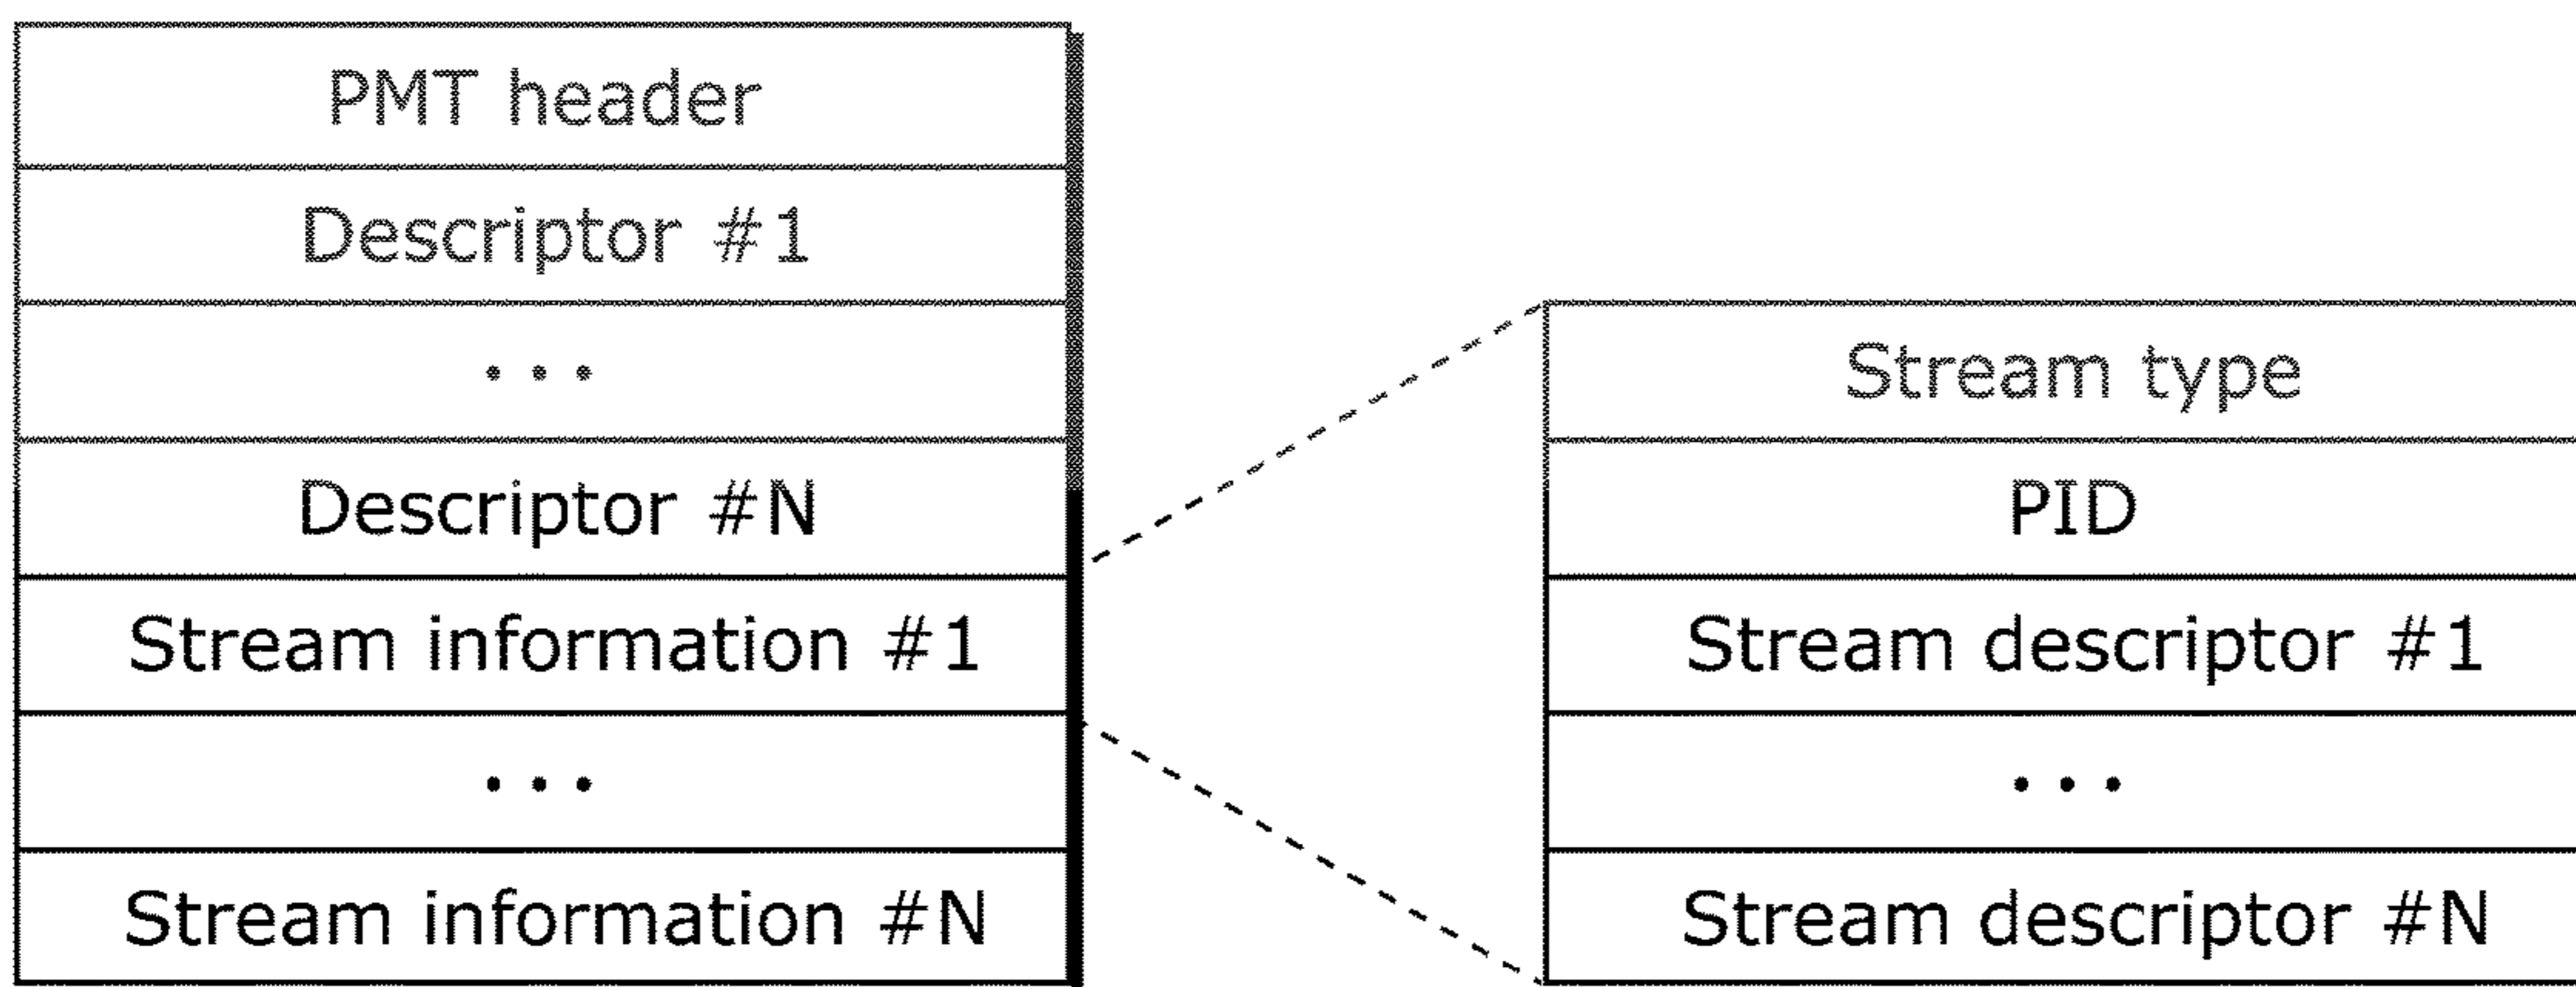 PMT header
Descriptor #1
...
Descriptor #N
Stream information #1
...
Stream information #N
Stream type
PID
Stream descriptor #1
...
Stream descriptor #N